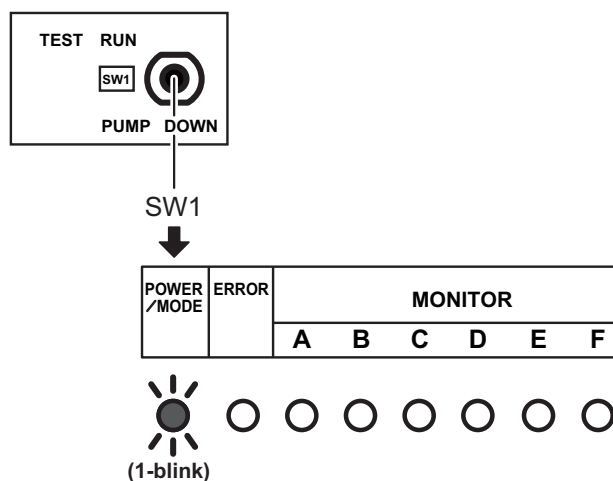 TEST RUN
SW1
PUMP DOWN
SW1
POWER
/MODE
ERROR
MONITOR
A B C D E F
(1-blink)